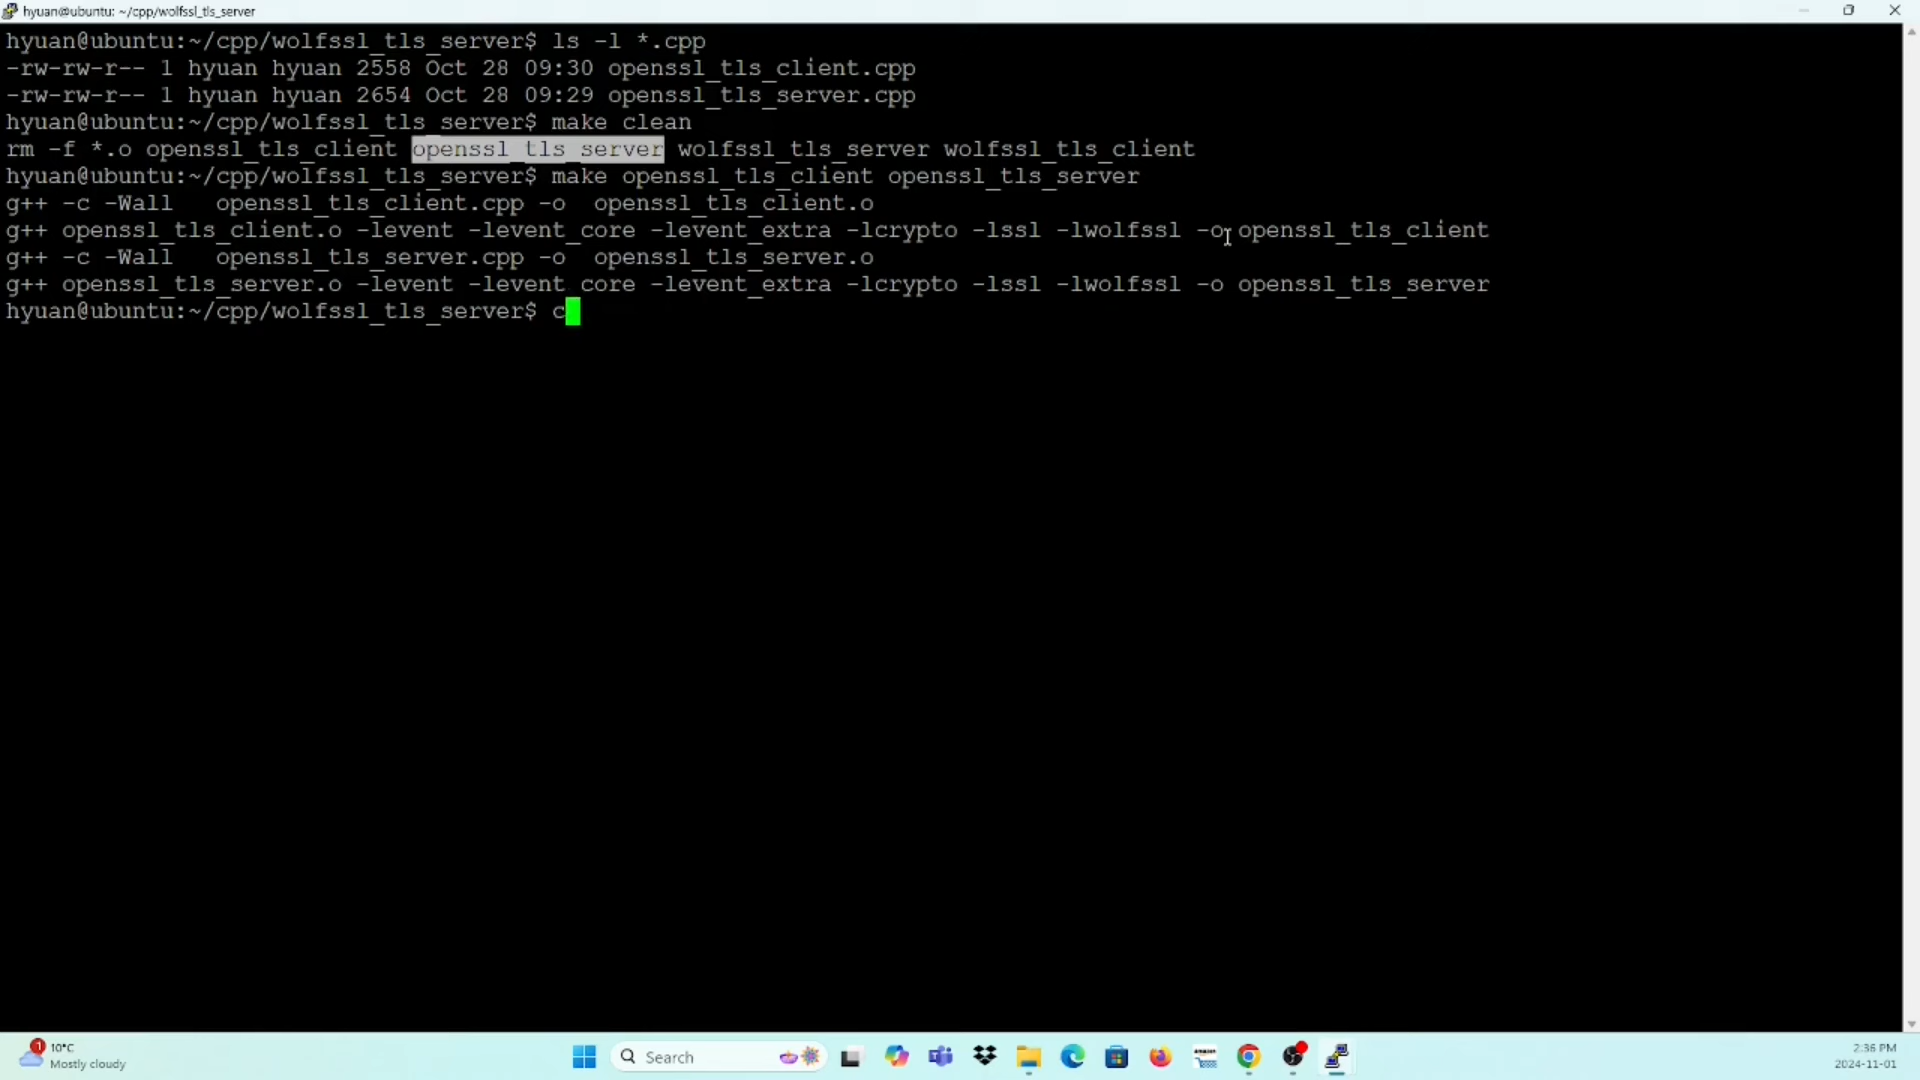 hyuan@ubuntu: ~/cpp/wolfssl_tls_server
hyuan@ubuntu:~/cpp/wolfssl_tls_server$ ls -l *.cpp
-rw-rw-r-- 1 hyuan hyuan 2558 Oct 28 09:30 openssl_tls_client.cpp
-rw-rw-r-- 1 hyuan hyuan 2654 Oct 28 09:29 openssl_tls_server.cpp
hyuan@ubuntu:~/cpp/wolfssl_tls_server$ make clean
rm -f *.o openssl_tls_client openssl_tls_server wolfssl_tls_server wolfssl_tls_client
hyuan@ubuntu:~/cpp/wolfssl_tls_server$ make openssl_tls_client openssl_tls_server
g++ -c -Wall   openssl_tls_client.cpp -o  openssl_tls_client.o
g++ openssl_tls_client.o -levent -levent_core -levent_extra -lcrypto -lssl -lwolfssl -o openssl_tls_client
g++ -c -Wall   openssl_tls_server.cpp -o  openssl_tls_server.o
g++ openssl_tls_server.o -levent -levent_core -levent_extra -lcrypto -lssl -lwolfssl -o openssl_tls_server
hyuan@ubuntu:~/cpp/wolfssl_tls_server$ c
1
10°C
Mostly cloudy
Search
amazon
2:36 PM
2024-11-01